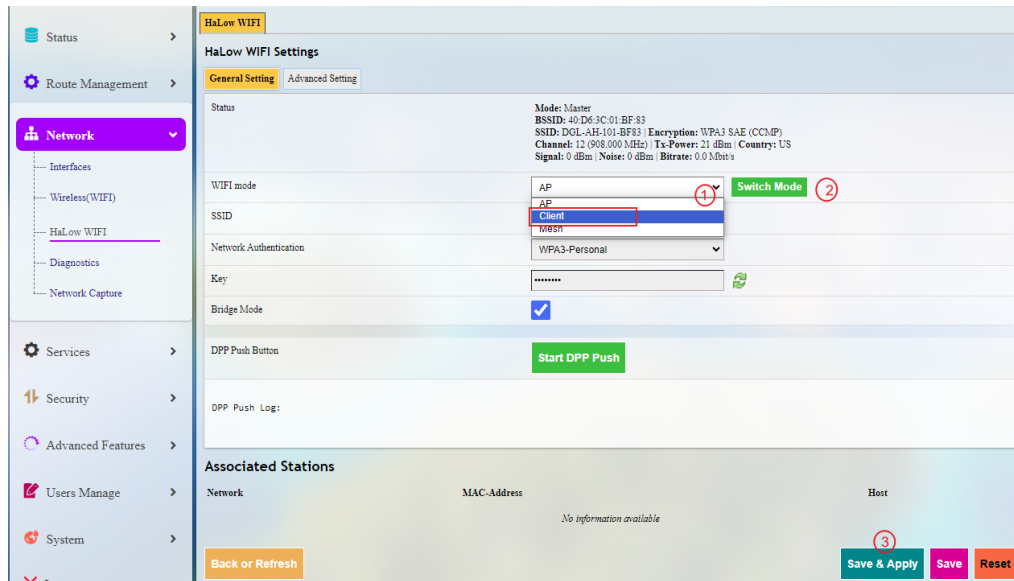 HaLow WIFI
Status
HaLow WIFI Settings
Route Management
General Setting
Advanced Setting
Status
Mode: Master
BSSID: 40:D6:3C:01:BF:83
SSID: DGL-AH-101-BF83 | Encryption: WPA3 SAE (CCMP)
Channel: 12 (908.000 MHz) | Tx-Power: 21 dBm | Country: US
Signal: 0 dBm | Noise: 0 dBm | Bitrate: 0.0 Mbit/s
Network
Interfaces
Wireless(WIFI)
HaLow WIFI
Diagnostics
Network Capture
WIFI mode
AP
1
Switch Mode
2
AP
SSID
Client
Mesh
Network Authentication
WPA3-Personal
Key
••••••••
Bridge Mode
DPP Push Button
Start DPP Push
Services
Security
DPP Push Log:
Advanced Features
Associated Stations
Users Manage
Network
MAC-Address
Host
No information available
System
3
Back or Refresh
Save & Apply
Save
Reset